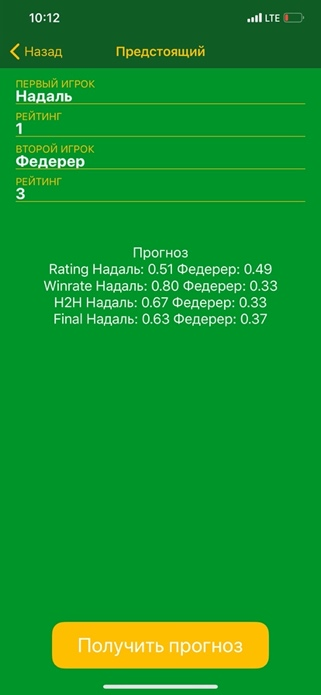 10:12
LTE
Назад
Предстоящий
ПЕРВЫЙ ИГРОК
Надаль
РЕЙТИНГ
1
ВТОРОЙ ИГРОК
Федерер
РЕЙТИНГ
3
Прогноз
Rating Надаль: 0.51 Федерер: 0.49
Winrate Надаль: 0.80 Федерер: 0.33
H2H Надаль: 0.67 Федерер: 0.33
Final Надаль: 0.63 Федерер: 0.37
Получить прогноз